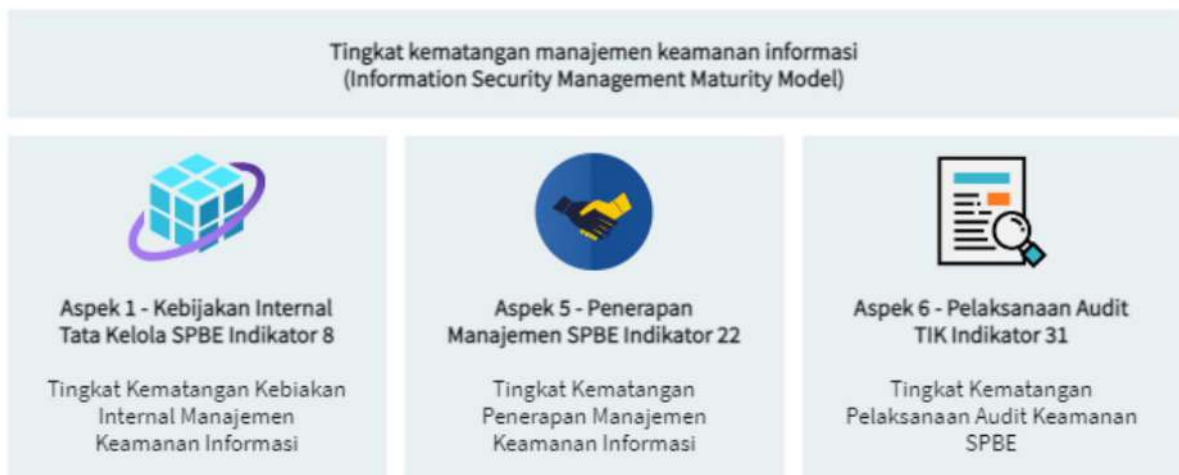 Tingkat kematangan manajemen keamanan informasi
(Information Security Management Maturity Model)
Aspek 1 - Kebijakan Internal
Tata Kelola SPBE Indikator 8
Tingkat Kematangan Kebiakan
Internal Manajemen
Keamanan Informasi
Aspek 5 - Penerapan
Manajemen SPBE Indikator 22
Tingkat Kematangan
Penerapan Manajemen
Keamanan Informasi
Aspek 6 - Pelaksanaan Audit
TIK Indikator 31
Tingkat Kematangan
Pelaksanaan Audit Keamanan
SPBE